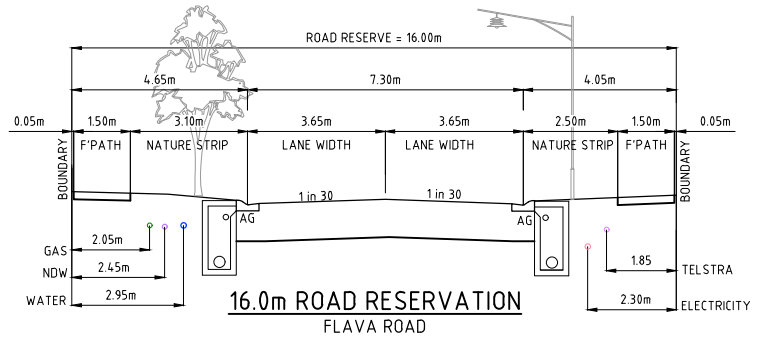 ROAD RESERVE = 16.00m
4.65m 7.30m 4.05m
0.05m 1.50m 3.10m 3.65m 3.65m 2.50m 1.50m 0.05m
BOUNDARY F'PATH NATURE STRIP LANE WIDTH LANE WIDTH NATURE STRIP F'PATH BOUNDARY
1 in 30 1 in 30
AG AG
GAS 2.05m
NDW 2.45m 1.85 TELSTRA
WATER 2.95m 2.30m ELECTRICITY
16.0m ROAD RESERVATION
FLAVA ROAD